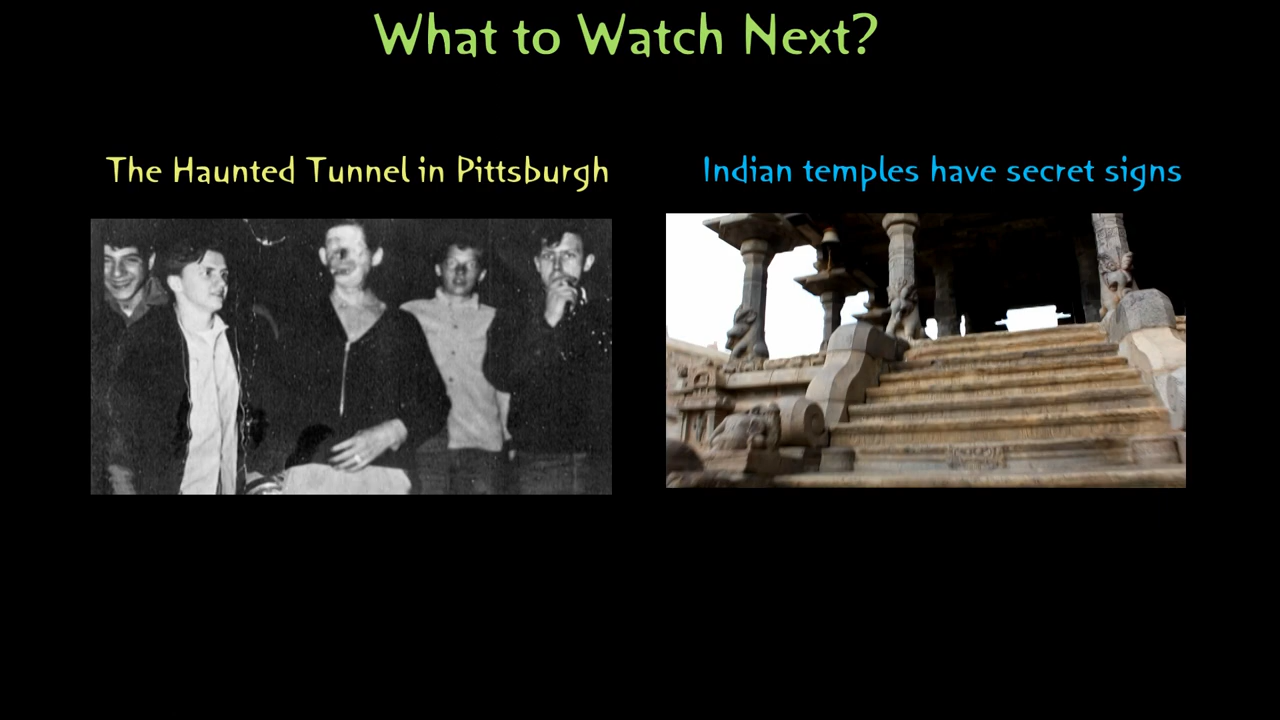 What to Watch Next?
The Haunted Tunnel in Pittsburgh
Indian temples have secret signs